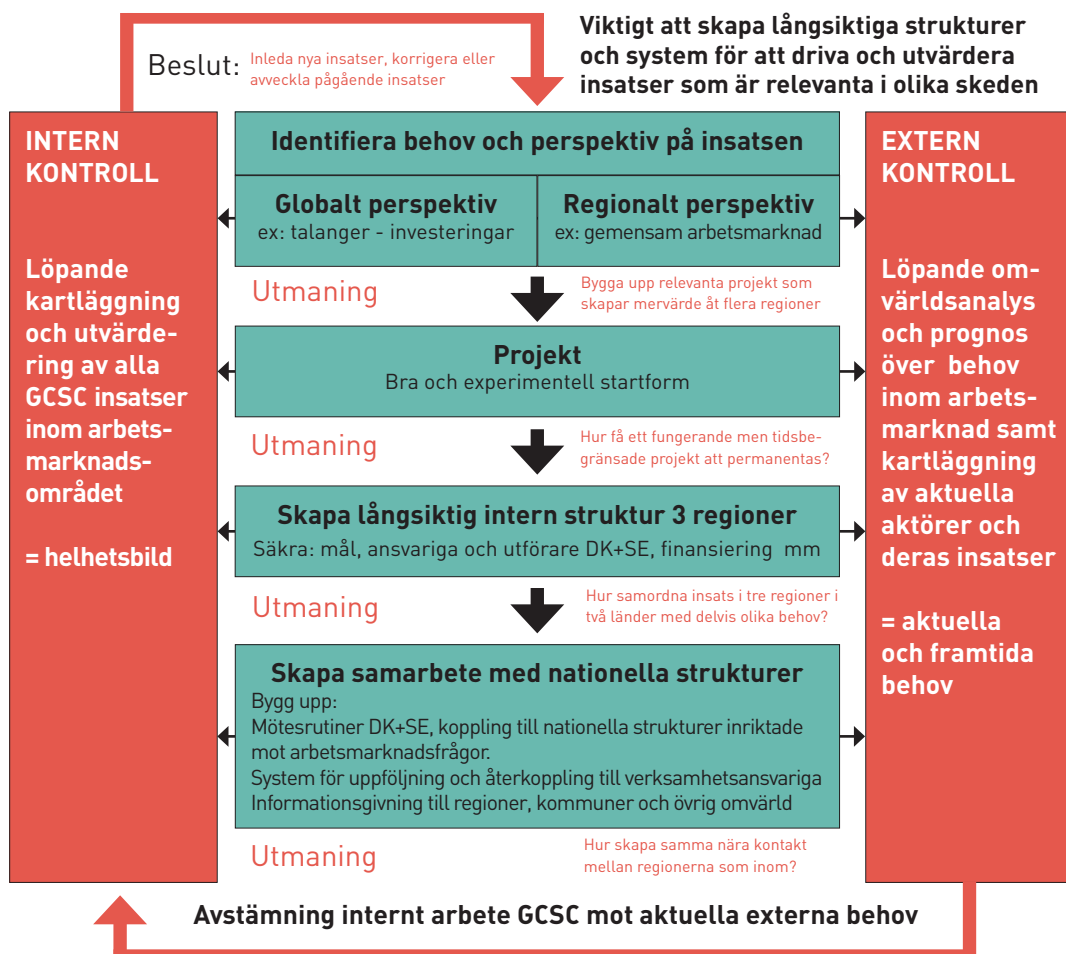 Viktigt att skapa långsiktiga strukturer
och system för att driva och utvärdera
insatser som är relevanta i olika skeden
Beslut:
Inleda nya insatser, korrigera eller
avveckla pågående insatser
INTERN
KONTROLL
Löpande
kartläggning
och utvärde-
ring av alla
GCSC insatser
inom arbets-
marknads-
området
= helhetsbild
Identifiera behov och perspektiv på insatsen
Globalt perspektiv
ex: talanger - investeringar
Regionalt perspektiv
ex: gemensam arbetsmarknad
Utmaning
Bygga upp relevanta projekt som
skapar mervärde åt flera regioner
Projekt
Bra och experimentell startform
Utmaning
Hur få ett fungerande men tidsbe-
gränsade projekt att permanentas?
Skapa långsiktig intern struktur 3 regioner
Säkra: mål, ansvariga och utförare DK+SE, finansiering mm
Utmaning
Hur samordna insats i tre regioner i
två länder med delvis olika behov?
Skapa samarbete med nationella strukturer
Bygg upp:
Mötesrutiner DK+SE, koppling till nationella strukturer inriktade
mot arbetsmarknadsfrågor.
System för uppföljning och återkoppling till verksamhetsansvariga
Informationsgivning till regioner, kommuner och övrig omvärld
Utmaning
Hur skapa samma nära kontakt
mellan regionerna som inom?
EXTERN
KONTROLL
Löpande om-
världsanalys
och prognos
över behov
inom arbets-
marknad samt
kartläggning
av aktuella
aktörer och
deras insatser
= aktuella
och framtida
behov
Avstämning internt arbete GCSC mot aktuella externa behov